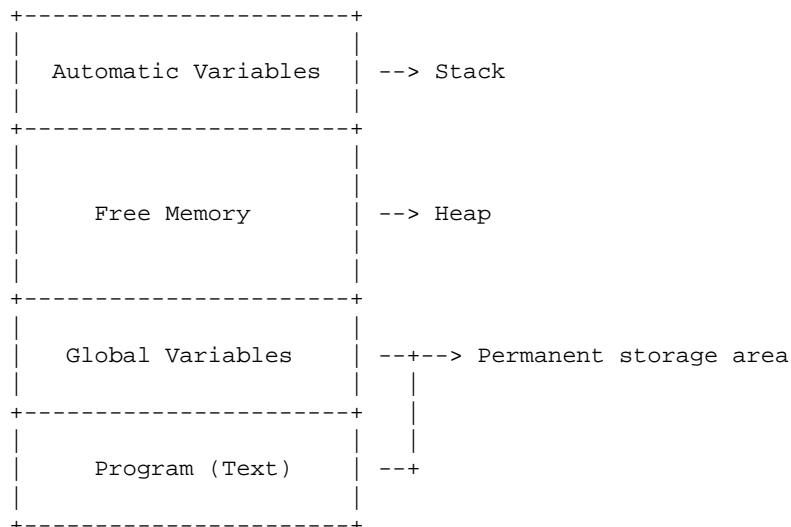 Automatic Variables --> Stack
Free Memory --> Heap
Global Variables --+--> Permanent storage area
Program (Text) --+